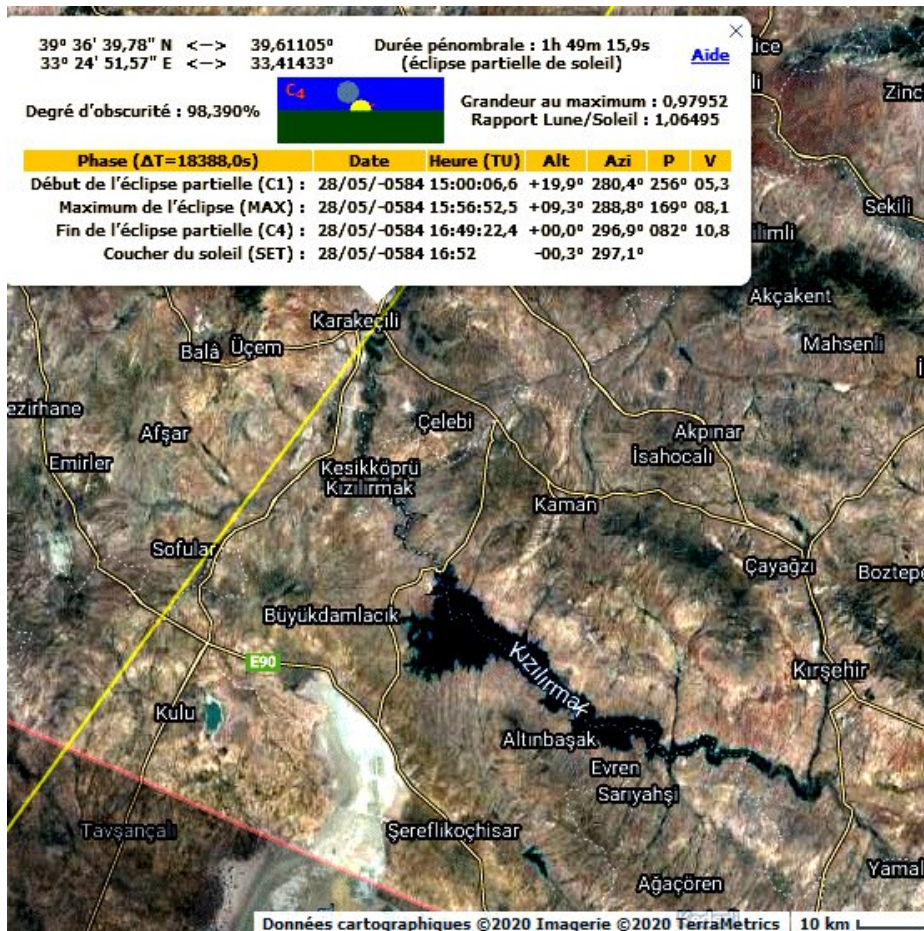 39° 36' 39,78" N <—> 39,61105°
33° 24' 51,57" E <—> 33,41433°
Durée pénombrale : 1h 49m 15,9s
(éclipse partielle de soleil)
Aide
Degré d'obscurité : 98,390%
C4
Grandeur au maximum : 0,97952
Rapport Lune/Soleil : 1,06495
Phase (ΔT=18388,0s) Date Heure (TU) Alt Azi P V
Début de l'éclipse partielle (C1) : 28/05/-0584 15:00:06,6 +19,9° 280,4° 256° 05,3
Maximum de l'éclipse (MAX) : 28/05/-0584 15:56:52,5 +09,3° 288,8° 169° 08,1
Fin de l'éclipse partielle (C4) : 28/05/-0584 16:49:22,4 +00,0° 296,9° 082° 10,8
Coucher du soleil (SET) : 28/05/-0584 16:52 -00,3° 297,1°
Sekili
Akçakent
Karakeçili
Mahsenli
Balâ
Üçem
Çelebi
Afşar
Akpınar
İsahocalı
Emirler
Kesikköprü
Kızılırmak
Kaman
Sofular
Çayağzı
Büyükdamlacık
E90
Kızılırmak
Kırşehir
Kulu
Altınbaşak
Evren
Sarıyahşi
Tavşançalı
Şereflikoçhisar
Ağaçören
Données cartographiques ©2020 Imagerie ©2020 TerraMetrics
10 km